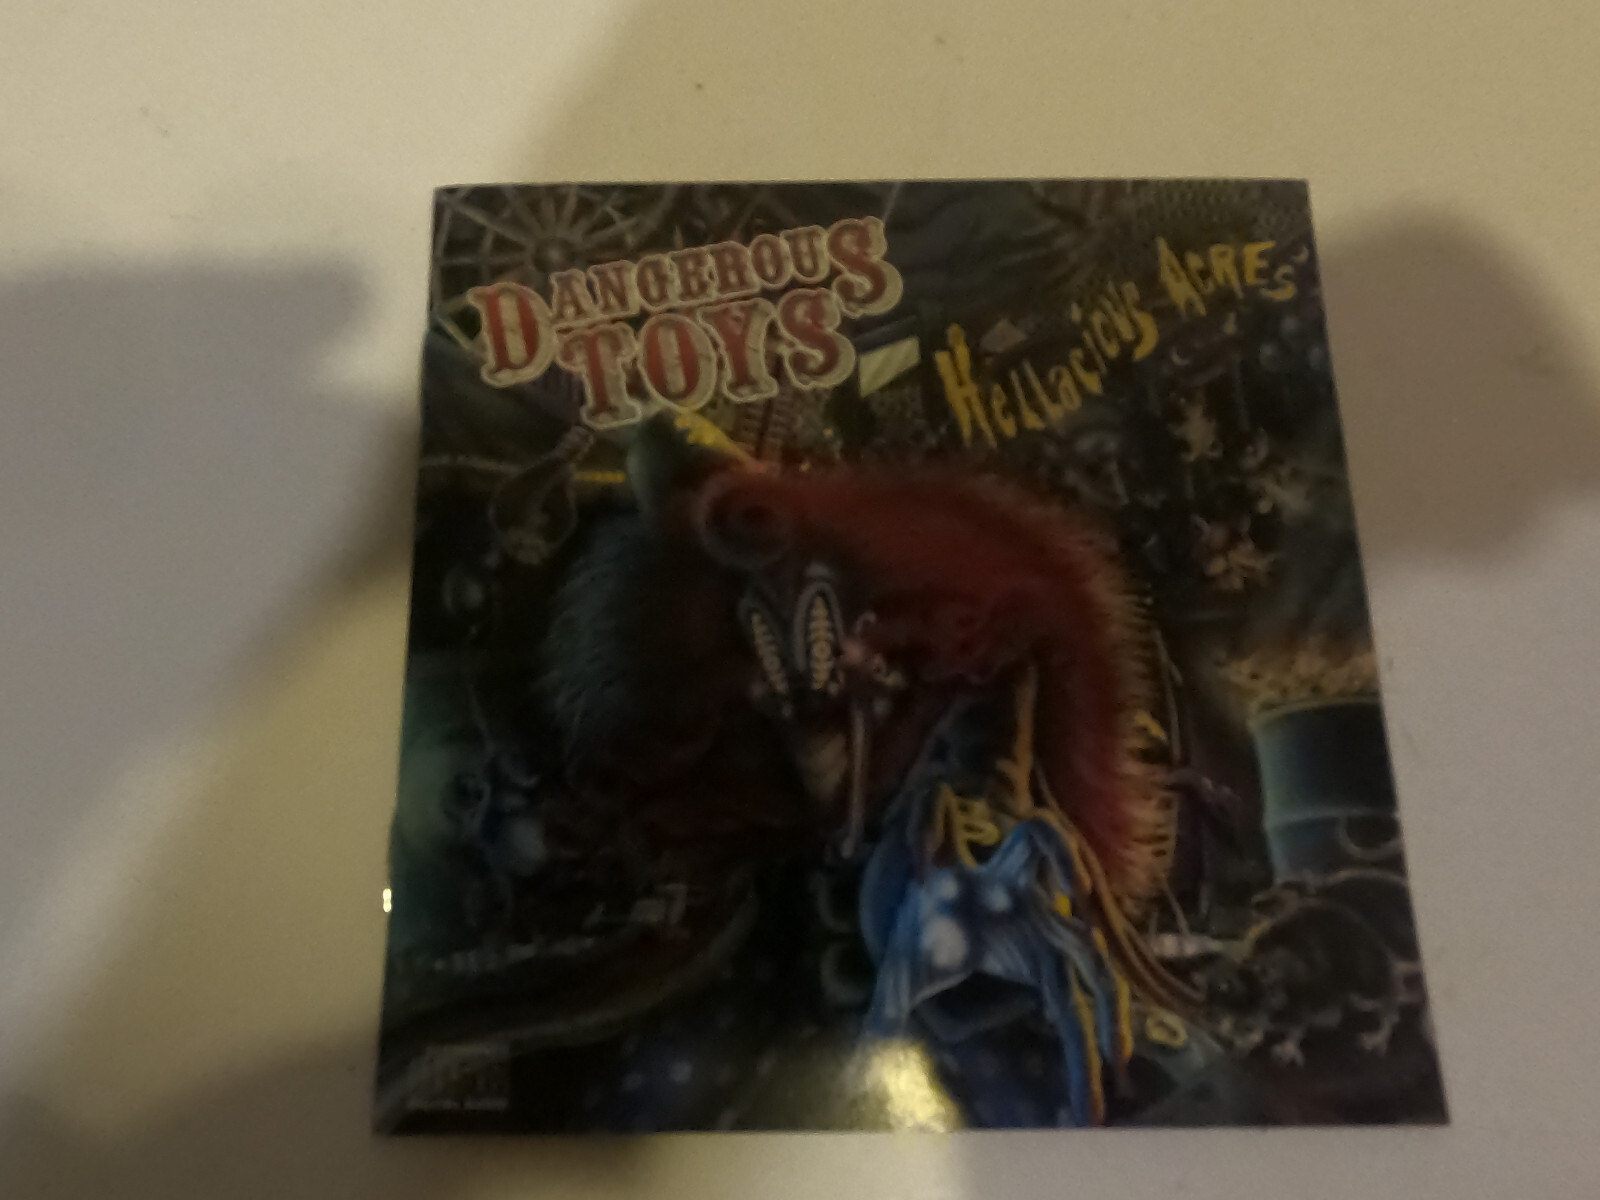 DANGEROUS
TOYS
HELLACIOUS ACRES'